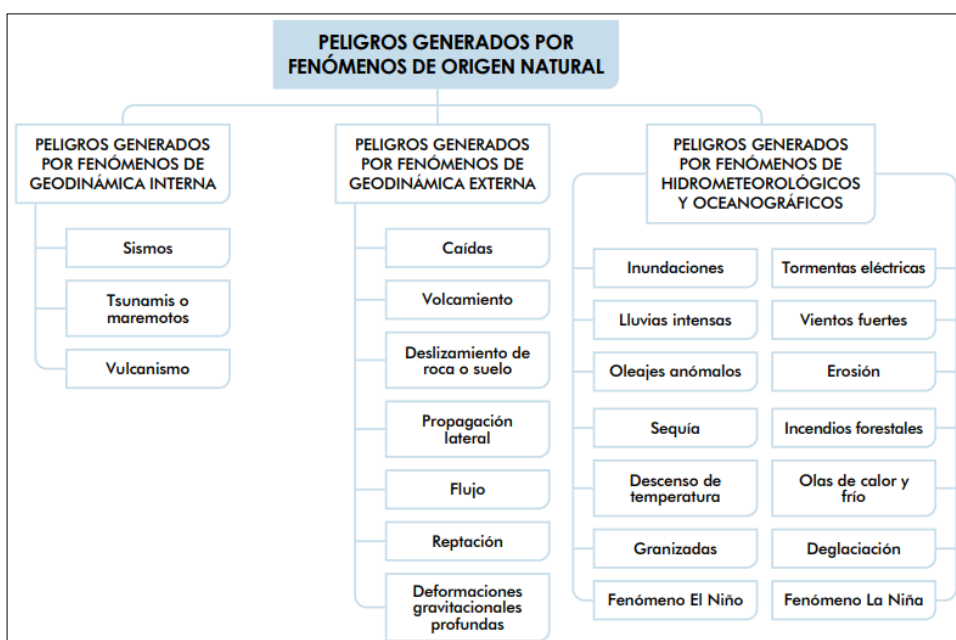 PELIGROS GENERADOS POR
FENÓMENOS DE ORIGEN NATURAL
PELIGROS GENERADOS
POR FENÓMENOS DE
GEODINÁMICA INTERNA
Sismos
Tsunamis o
maremotos
Vulcanismo
PELIGROS GENERADOS
POR FENÓMENOS DE
GEODINÁMICA EXTERNA
Caídas
Volcamiento
Deslizamiento de
roca o suelo
Propagación
lateral
Flujo
Reptación
Deformaciones
gravitacionales
profundas
PELIGROS GENERADOS
POR FENÓMENOS DE
HIDROMETEOROLÓGICOS
Y OCEANOGRÁFICOS
Inundaciones
Lluvias intensas
Oleajes anómalos
Sequía
Descenso de
temperatura
Granizadas
Fenómeno El Niño
Tormentas eléctricas
Vientos fuertes
Erosión
Incendios forestales
Olas de calor y
frío
Deglaciación
Fenómeno La Niña